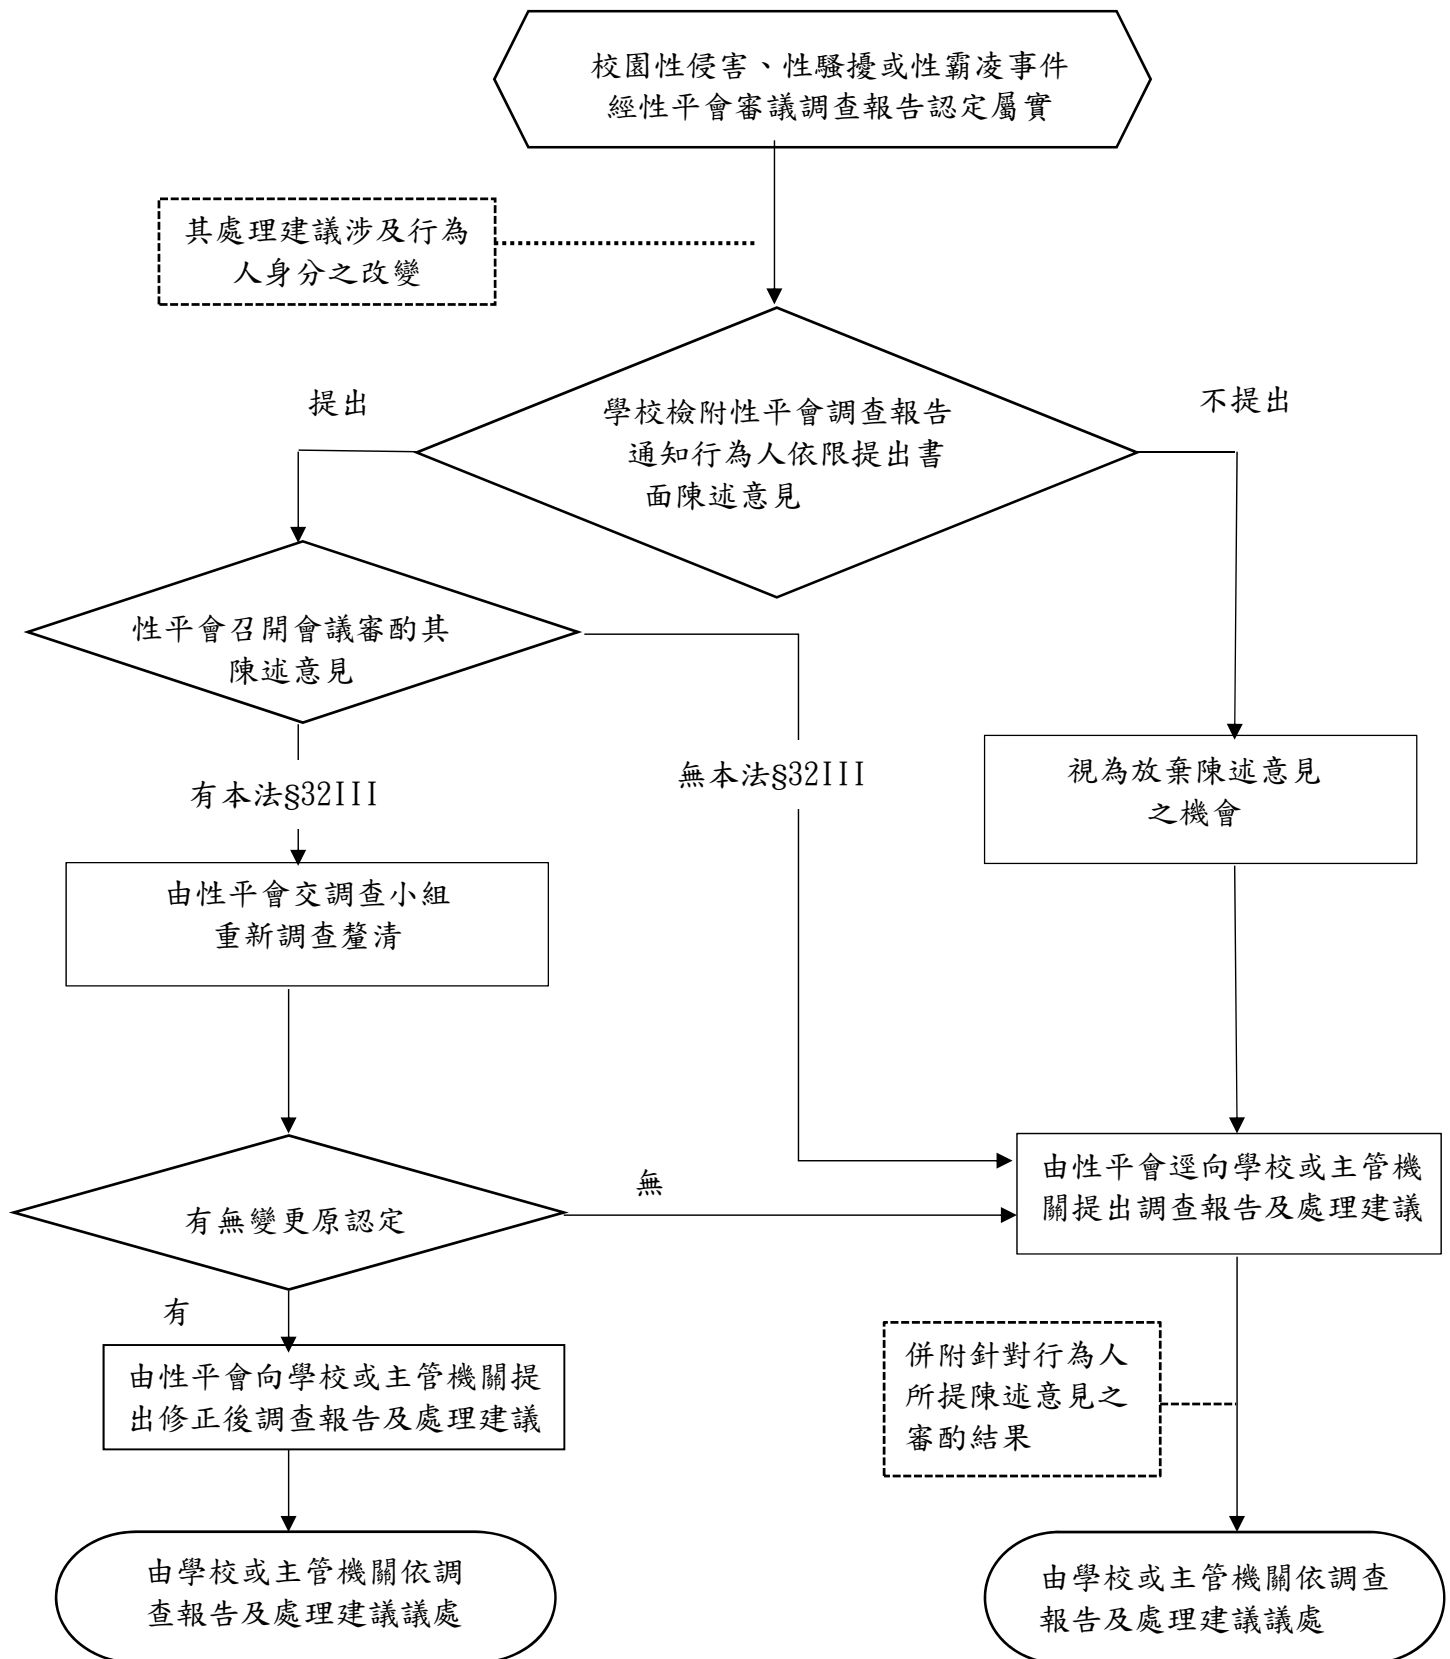 校園性侵害、性騷擾或性霸凌事件
經性平會審議調查報告認定屬實
其處理建議涉及行為
人身分之改變
提出
不提出
學校檢附性平會調查報告
通知行為人依限提出書
面陳述意見
性平會召開會議審酌其
陳述意見
有本法§32III
無本法§32III
視為放棄陳述意見
之機會
由性平會交調查小組
重新調查釐清
有無變更原認定
無
由性平會逕向學校或主管機
關提出調查報告及處理建議
有
由性平會向學校或主管機關提
出修正後調查報告及處理建議
併附針對行為人
所提陳述意見之
審酌結果
由學校或主管機關依調
查報告及處理建議議處
由學校或主管機關依調查
報告及處理建議議處